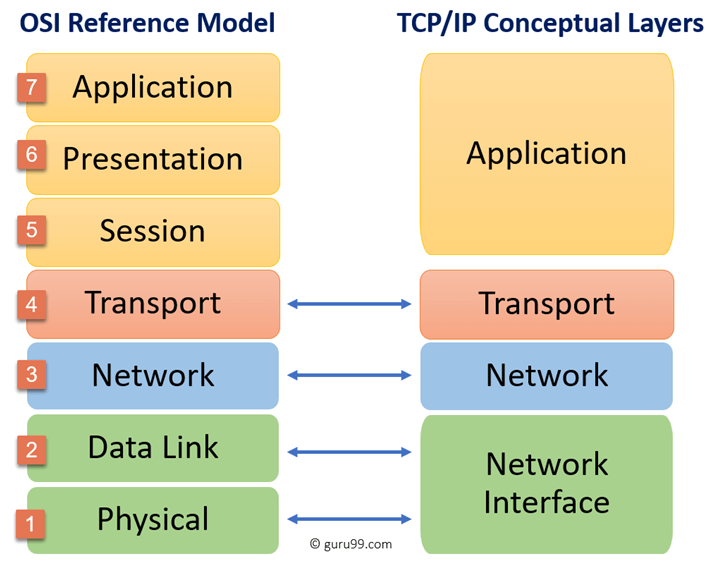 OSI Reference Model
TCP/IP Conceptual Layers
7
Application
6
Presentation
5
Session
Application
4
Transport
Transport
3
Network
Network
2
Data Link
1
Physical
Network
Interface
© guru99.com